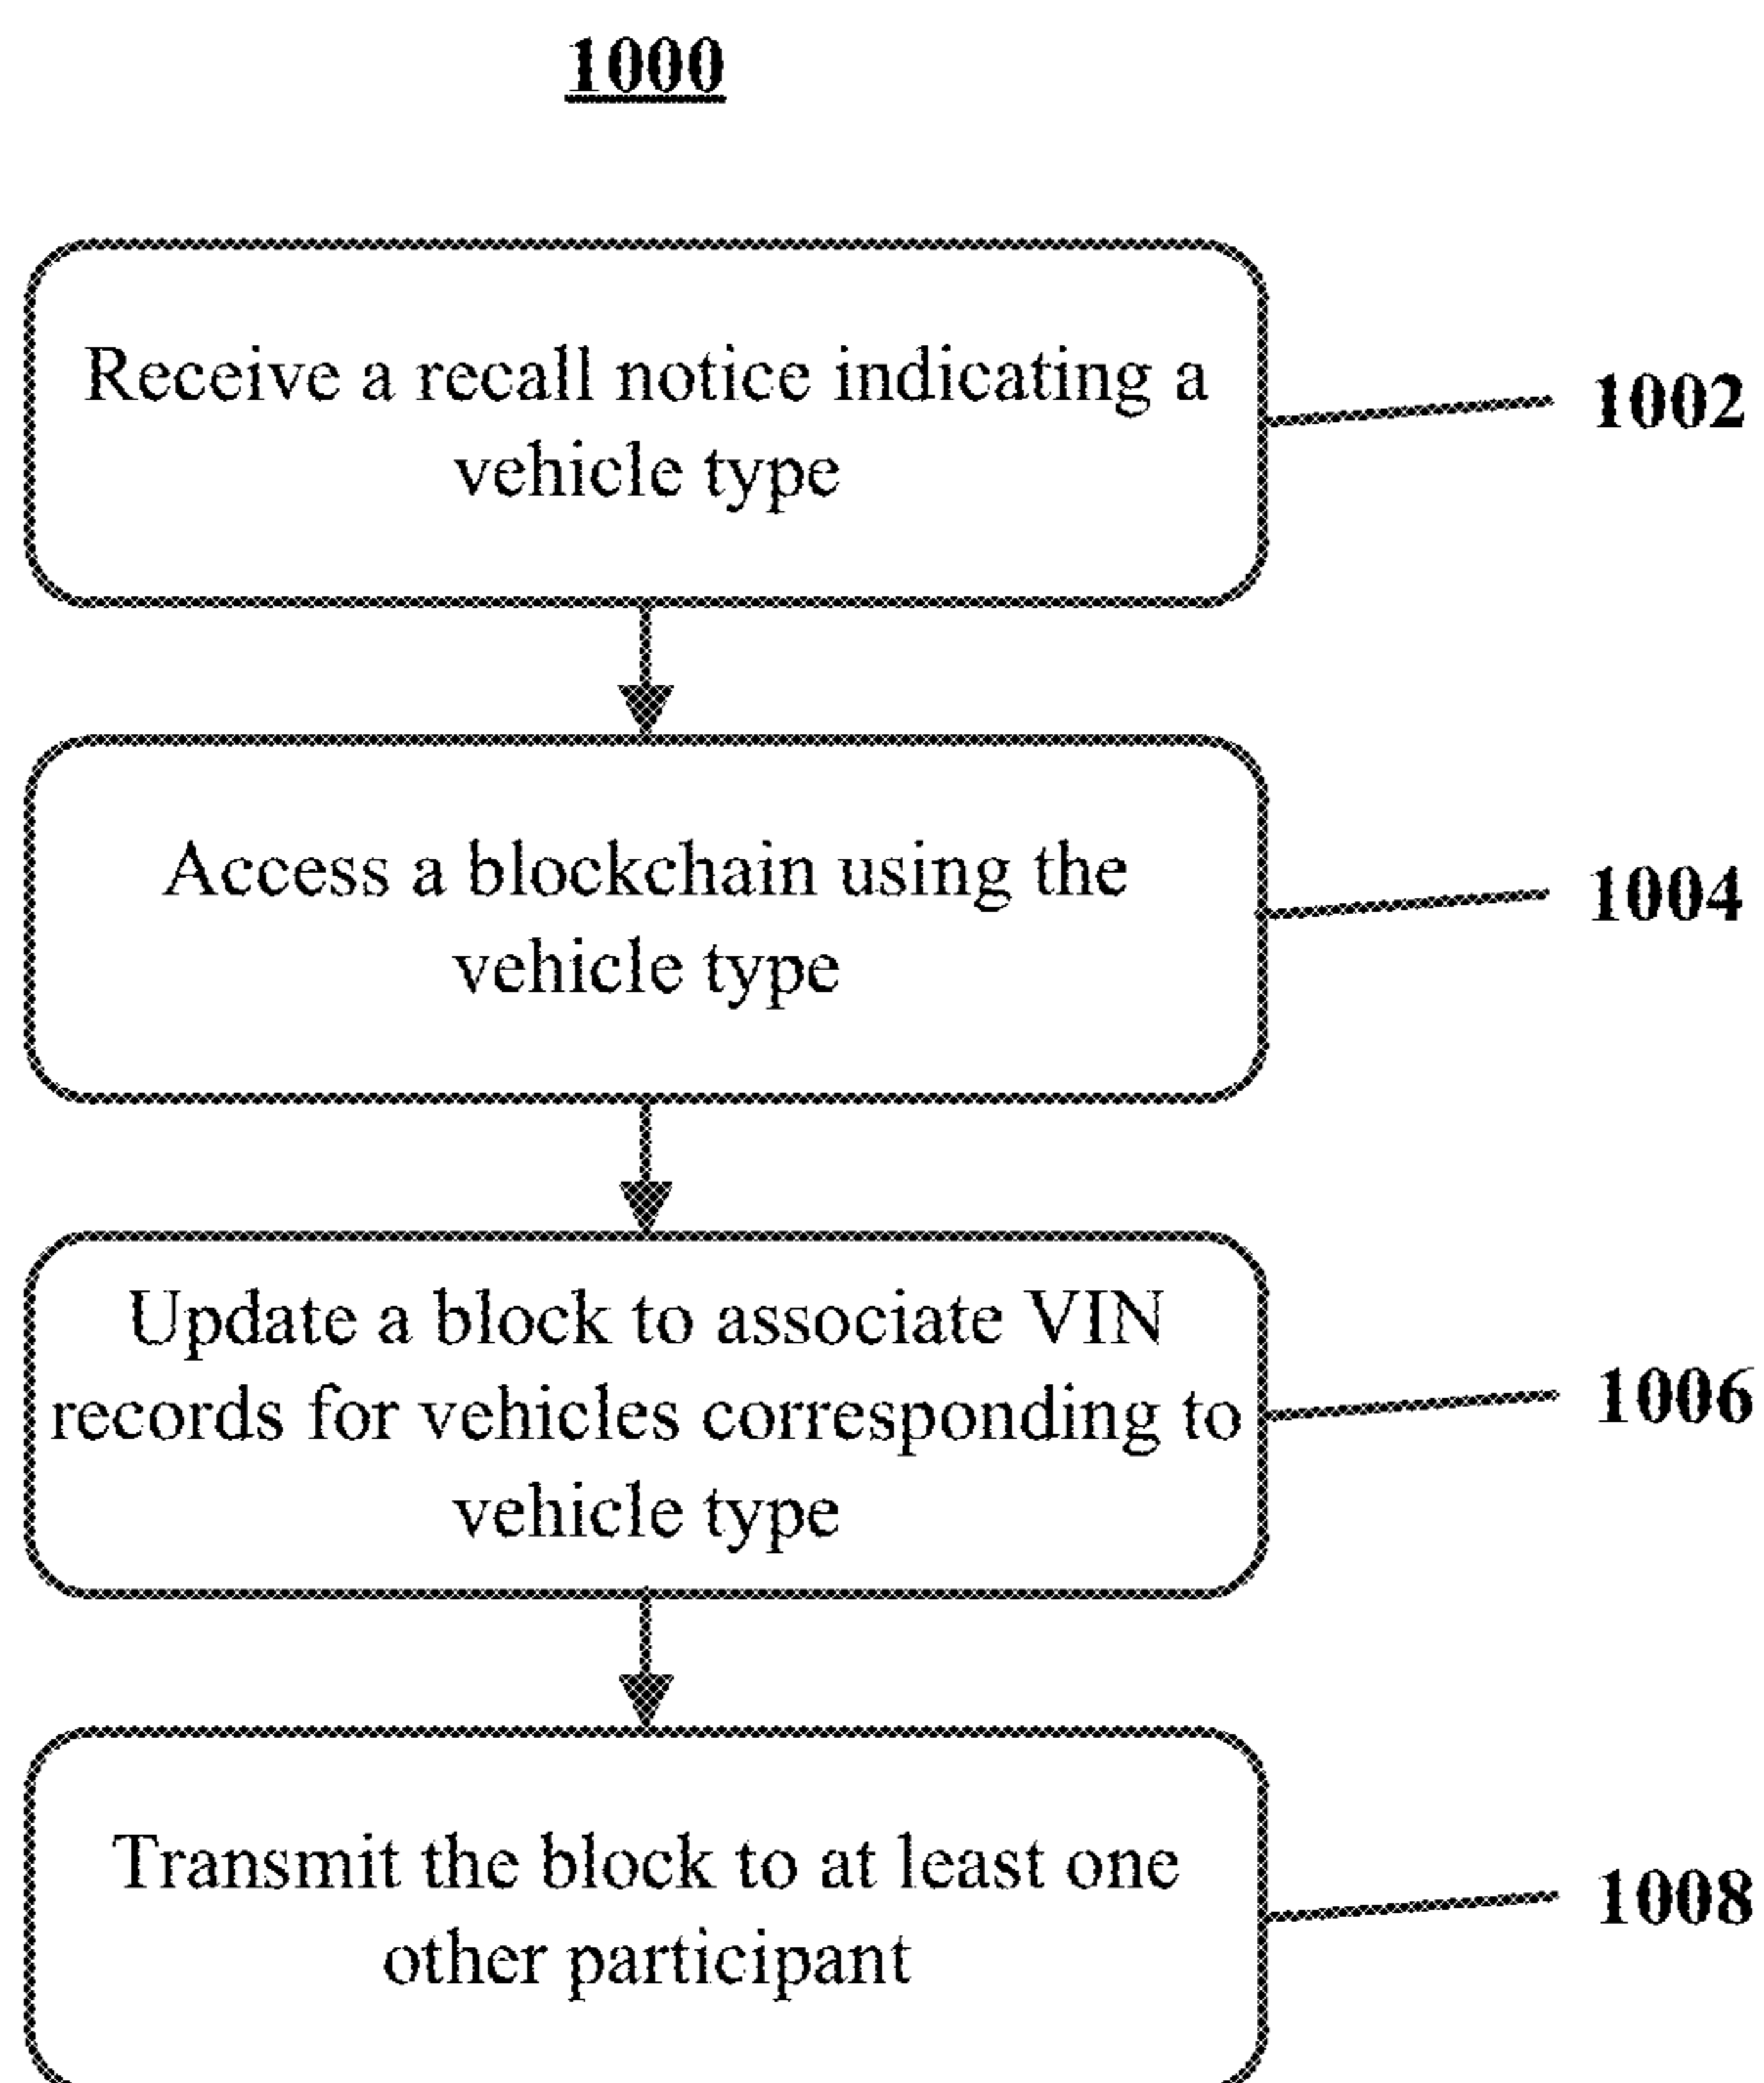 1000
Receive a recall notice indicating a
vehicle type
1002
Access a blockchain using the
vehicle type
1004
Update a block to associate VIN
records for vehicles corresponding to
vehicle type
1006
Transmit the block to at least one
other participant
1008